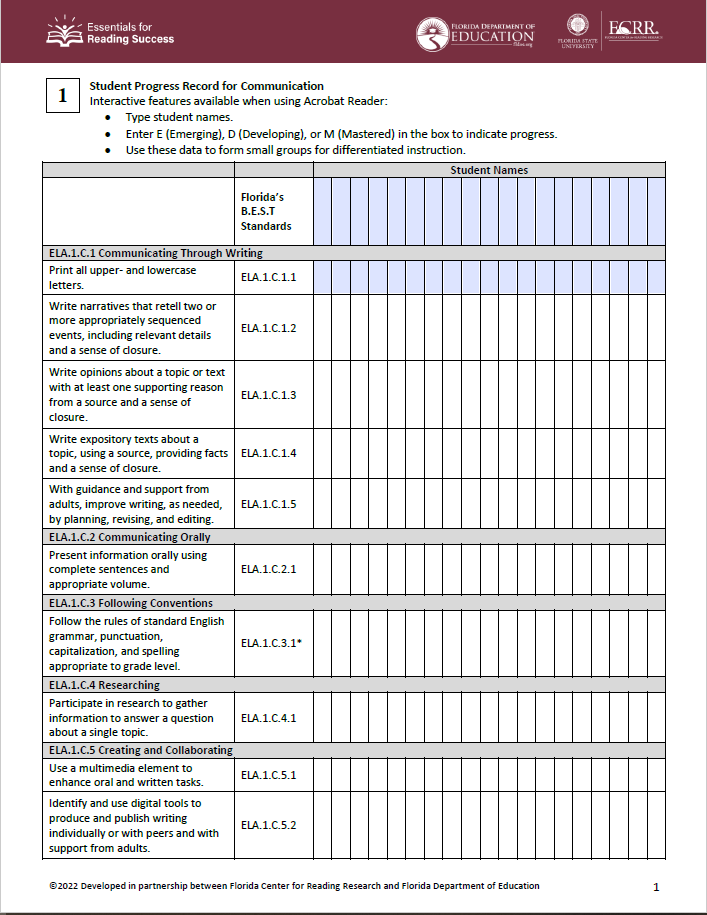 Essentials for
Reading Success
FLORIDA DEPARTMENT OF
EDUCATION
fldoe.org
FLORIDA STATE
UNIVERSITY
FCRR.
FLORIDA CENTER for READING RESEARCH
1
Student Progress Record for Communication
Interactive features available when using Acrobat Reader:
• Type student names.
• Enter E (Emerging), D (Developing), or M (Mastered) in the box to indicate progress.
• Use these data to form small groups for differentiated instruction.
Student Names
Florida's
B.E.S.T
Standards
ELA.1.C.1 Communicating Through Writing
Print all upper- and lowercase
letters.
ELA.1.C.1.1
Write narratives that retell two or
more appropriately sequenced
events, including relevant details
and a sense of closure.
ELA.1.C.1.2
Write opinions about a topic or text
with at least one supporting reason
from a source and a sense of
closure.
ELA.1.C.1.3
Write expository texts about a
topic, using a source, providing facts
and a sense of closure.
ELA.1.C.1.4
With guidance and support from
adults, improve writing, as needed,
by planning, revising, and editing.
ELA.1.C.1.5
ELA.1.C.2 Communicating Orally
Present information orally using
complete sentences and
appropriate volume.
ELA.1.C.2.1
ELA.1.C.3 Following Conventions
Follow the rules of standard English
grammar, punctuation,
capitalization, and spelling
appropriate to grade level.
ELA.1.C.3.1*
ELA.1.C.4 Researching
Participate in research to gather
information to answer a question
about a single topic.
ELA.1.C.4.1
ELA.1.C.5 Creating and Collaborating
Use a multimedia element to
enhance oral and written tasks.
ELA.1.C.5.1
Identify and use digital tools to
produce and publish writing
individually or with peers and with
support from adults.
ELA.1.C.5.2
©2022 Developed in partnership between Florida Center for Reading Research and Florida Department of Education
1